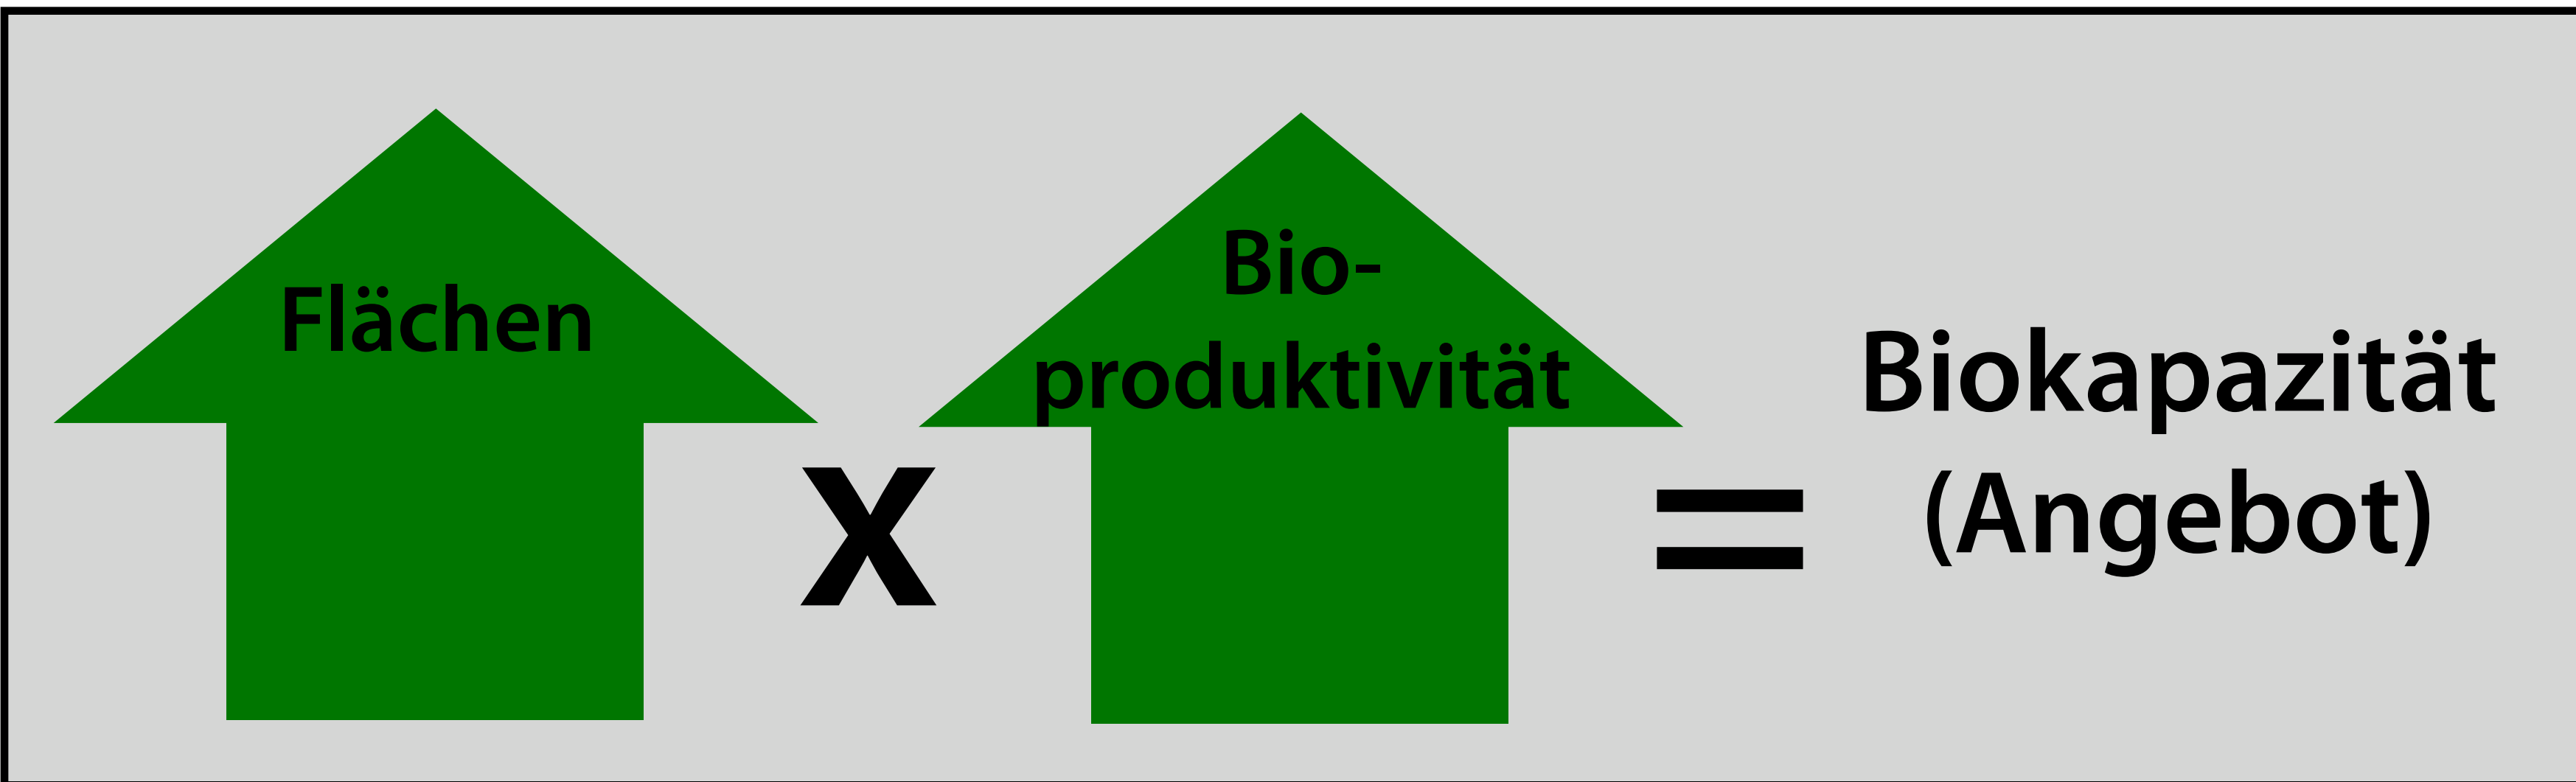 Flächen
x
Bio-
produktivität
=
Biokapazität
(Angebot)